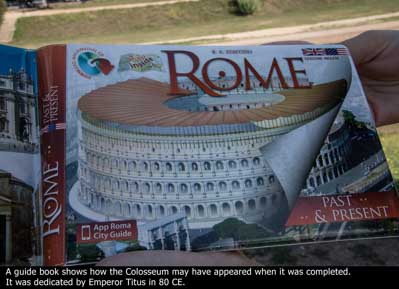 ROME
PAST &
PRESENT
Inside
ROME
App Roma
City Guide
PAST
& PRESENT
A guide book shows how the Colosseum may have appeared when it was completed.
It was dedicated by Emperor Titus in 80 CE.